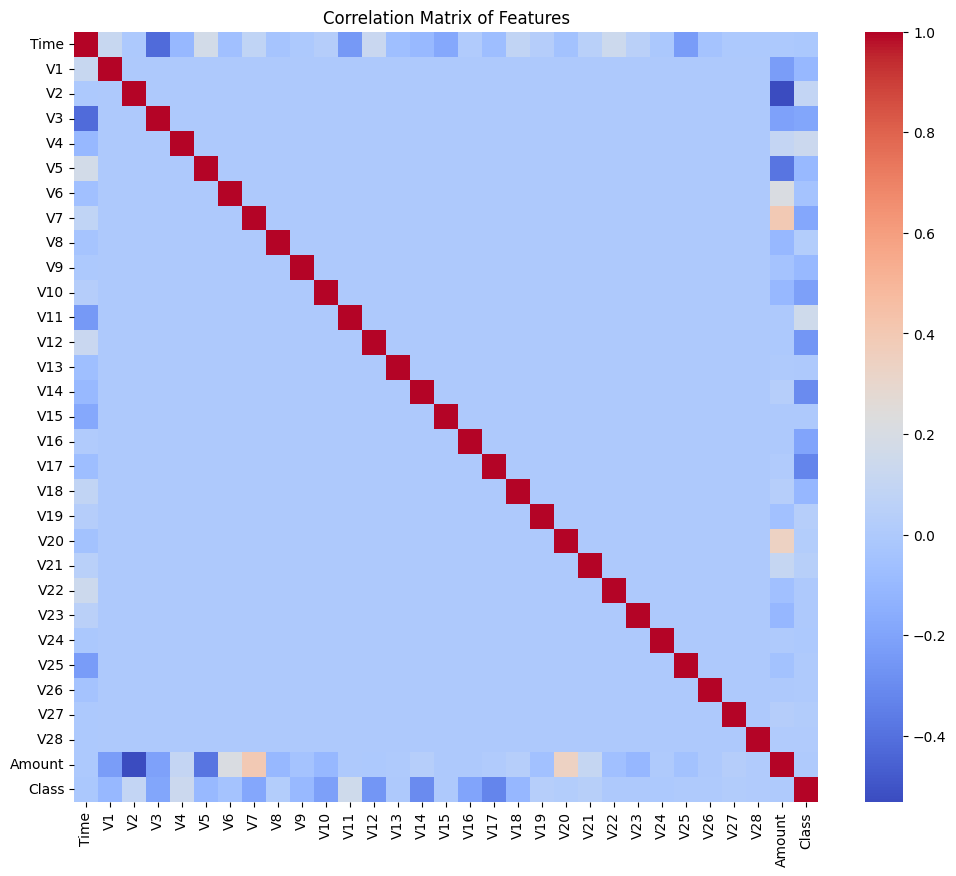 Correlation Matrix of Features
Time
V1
V2
V3
V4
V5
V6
V7
V8
V9
V10
V11
V12
V13
V14
V15
V16
V17
V18
V19
V20
V21
V22
V23
V24
V25
V26
V27
V28
Amount
Class
Time
V1
V2
V3
V4
V5
V6
V7
V8
V9
V10
V11
V12
V13
V14
V15
V16
V17
V18
V19
V20
V21
V22
V23
V24
V25
V26
V27
V28
Amount
Class
1.0
0.8
0.6
0.4
0.2
0.0
−0.2
−0.4